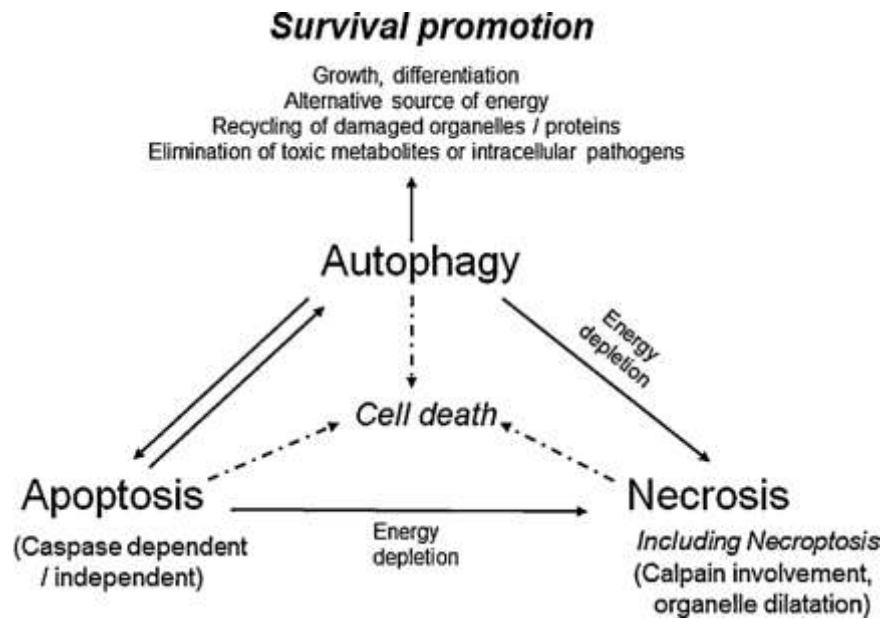 Survival promotion
Growth, differentiation
Alternative source of energy
Recycling of damaged organelles / proteins
Elimination of toxic metabolites or intracellular pathogens
Autophagy
Energy
depletion
Cell death
Apoptosis
(Caspase dependent
/ independent)
Energy
depletion
Necrosis
Including Necroptosis
(Calpain involvement,
organelle dilatation)